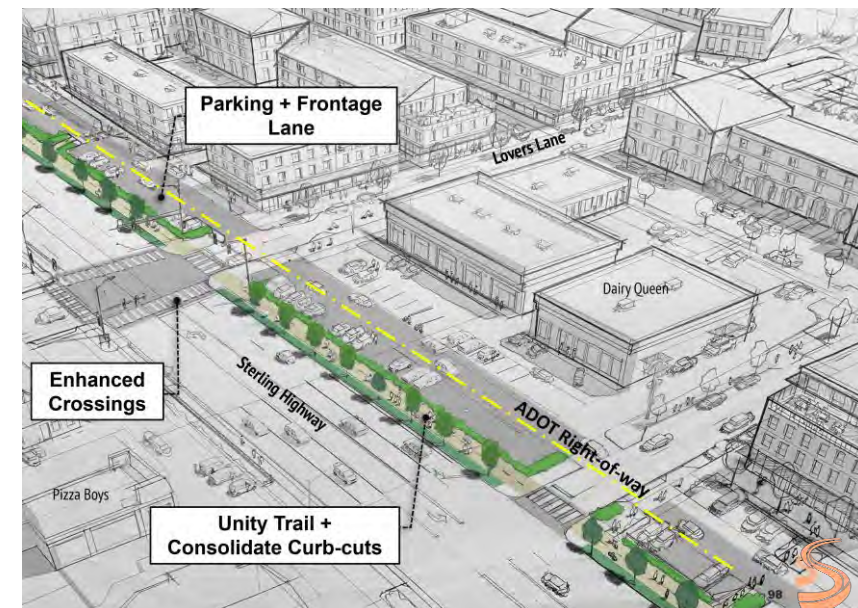 Parking + Frontage
Lane
Lovers Lane
Dairy Queen
Enhanced
Crossings
Sterling Highway
ADOT Right-of-way
Pizza Boys
Unity Trail +
Consolidate Curb-cuts
98